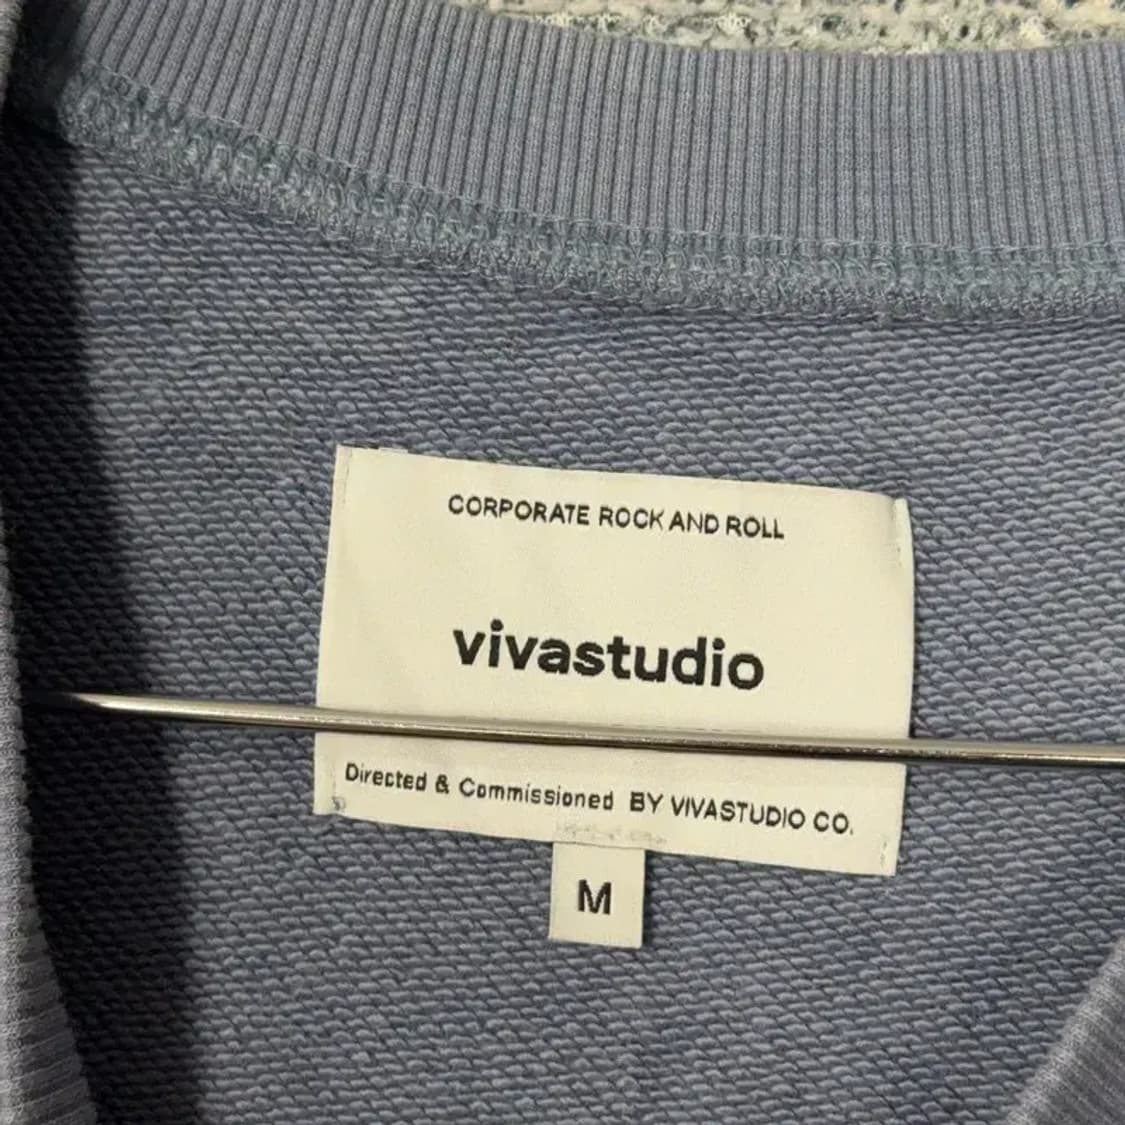 CORPORATE ROCK AND ROLL
vivastudio
Directed & Commissioned BY VIVASTUDIO CO.
M